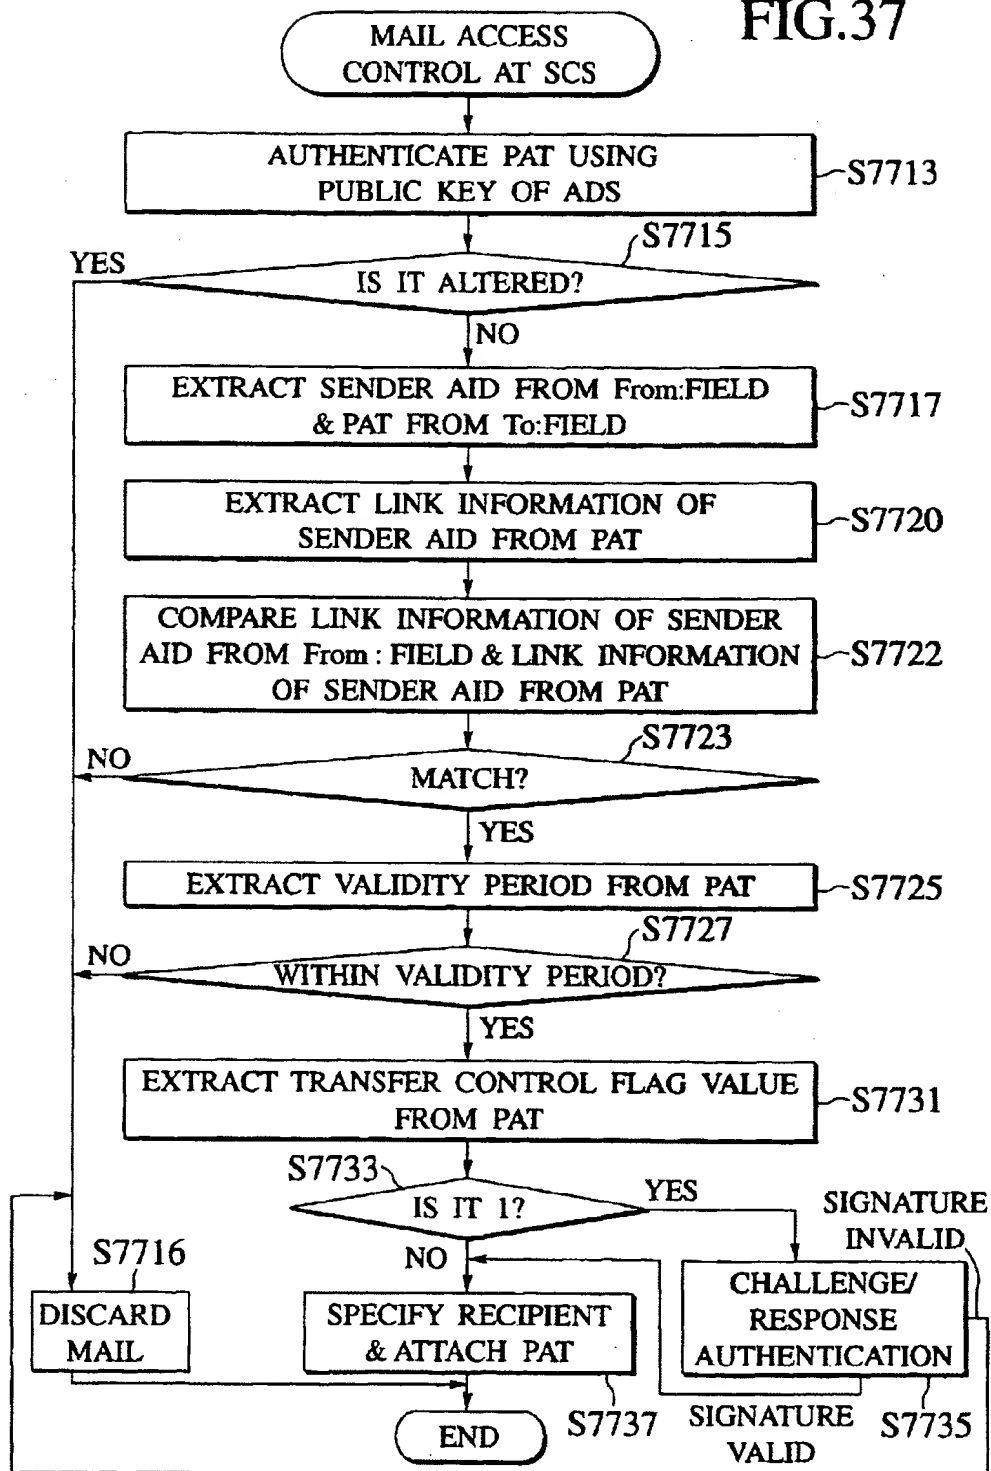 FIG.37
MAIL ACCESS
CONTROL AT SCS
AUTHENTICATE PAT USING
PUBLIC KEY OF ADS
S7713
S7715
YES
IS IT ALTERED?
NO
EXTRACT SENDER AID FROM From:FIELD
& PAT FROM To:FIELD
S7717
EXTRACT LINK INFORMATION OF
SENDER AID FROM PAT
S7720
COMPARE LINK INFORMATION OF SENDER
AID FROM From : FIELD & LINK INFORMATION
OF SENDER AID FROM PAT
S7722
S7723
NO
MATCH?
YES
EXTRACT VALIDITY PERIOD FROM PAT
S7725
S7727
NO
WITHIN VALIDITY PERIOD?
YES
EXTRACT TRANSFER CONTROL FLAG VALUE
FROM PAT
S7731
S7733
IS IT 1?
YES
NO
SIGNATURE
INVALID
S7716
DISCARD
MAIL
SPECIFY RECIPIENT
& ATTACH PAT
S7737
CHALLENGE/
RESPONSE
AUTHENTICATION
S7735
SIGNATURE
VALID
END